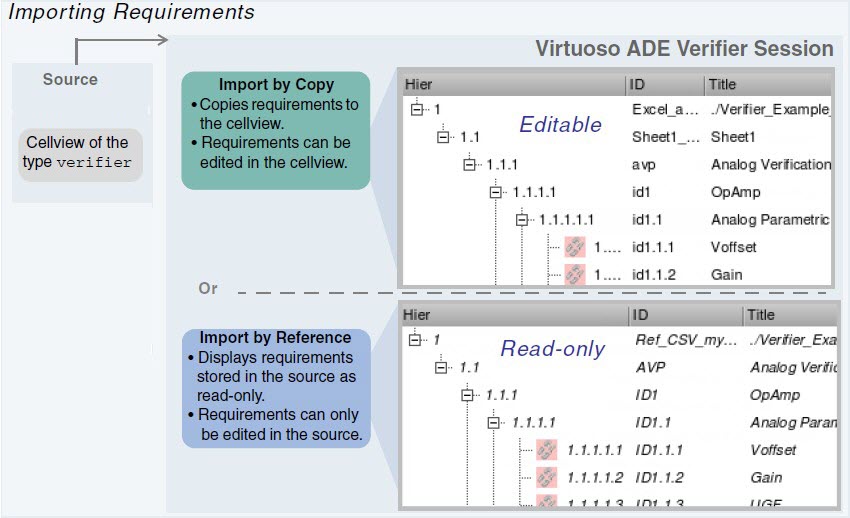 Importing Requirements
Virtuoso ADE Verifier Session
Source
Cellview of the
type verifier
Import by Copy
• Copies requirements to
the cellview.
• Requirements can be
edited in the cellview.
Hier ID Title
1 Excel_a... ./Verifier_Example_
Editable
1.1 Sheet1_... Sheet1
1.1.1 avp Analog Verification
1.1.1.1 id1 OpAmp
1.1.1.1.1 id1.1 Analog Parametric
1.... id1.1.1 Voffset
1.... id1.1.2 Gain
Or
Import by Reference
• Displays requirements
stored in the source as
read-only.
• Requirements can only
be edited in the source.
Hier ID Title
1 Ref_CSV_my... ./Verifier_Exa
Read-only
1.1 AVP Analog Verific
1.1.1 ID1 OpAmp
1.1.1.1 ID1.1 Analog Paran
1.1.1.1.1 ID1.1.1 Voffset
1.1.1.1.2 ID1.1.2 Gain
1.1.1.1.3 ID1.1.3 UGF